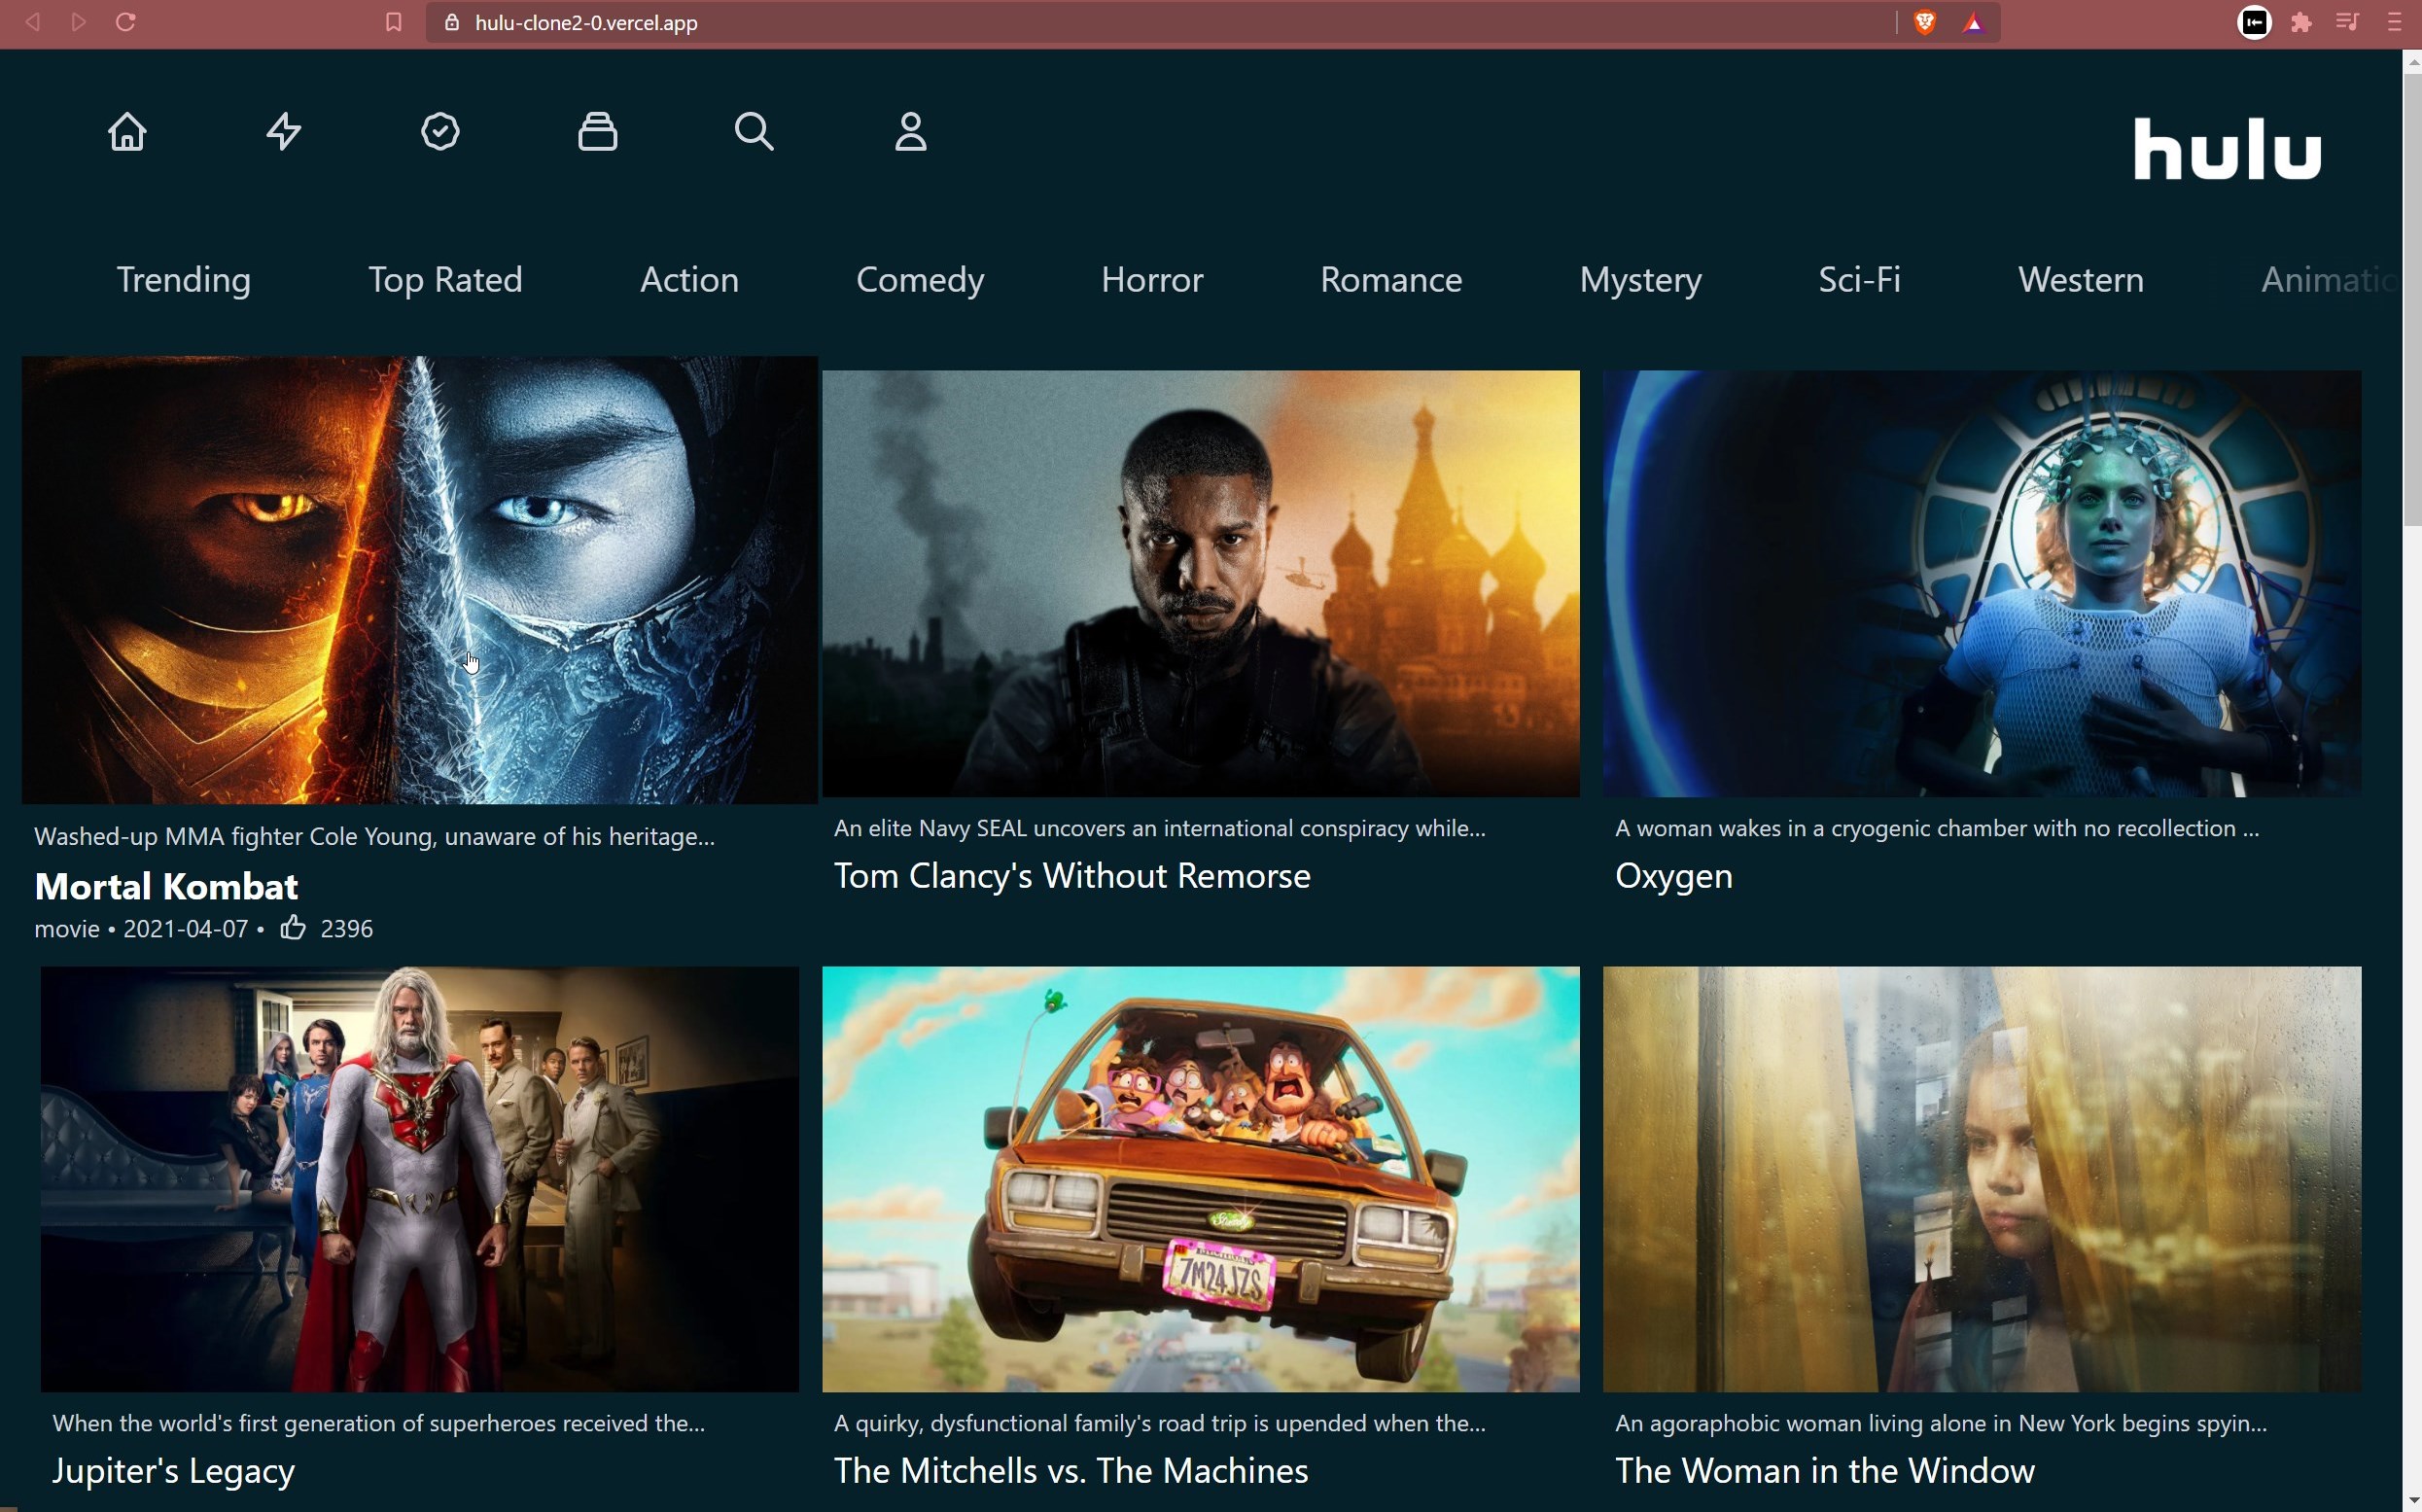 hulu-clone2-0.vercel.app
hulu
Trending Top Rated Action Comedy Horror Romance Mystery Sci-Fi Western Animatio
Washed-up MMA fighter Cole Young, unaware of his heritage...
Mortal Kombat
movie • 2021-04-07 • 2396
An elite Navy SEAL uncovers an international conspiracy while...
Tom Clancy's Without Remorse
A woman wakes in a cryogenic chamber with no recollection ...
Oxygen
7M24JZS
When the world's first generation of superheroes received the...
Jupiter's Legacy
A quirky, dysfunctional family's road trip is upended when the...
The Mitchells vs. The Machines
An agoraphobic woman living alone in New York begins spyin...
The Woman in the Window